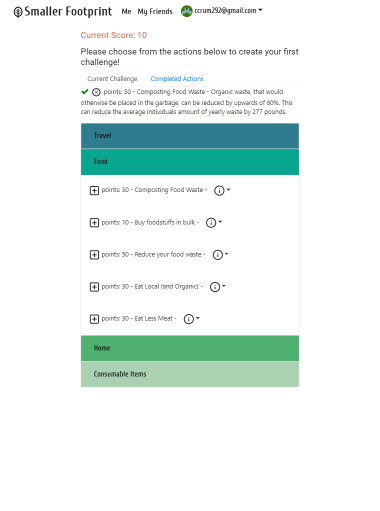 Smaller Footprint Me My Friends ccrum292@gmail.com
Current Score: 10
Please choose from the actions below to create your first
challenge!
Current Challenge Completed Actions
points: 50 - Composting Food Waste - Organic waste, that would
otherwise be placed in the garbage, can be reduced by upwards of 80%. This
can reduce the average individuals amount of yearly waste by 277 pounds.
Travel
Food
points: 50 - Composting Food Waste -
points: 10 - Buy foodstuffs in bulk -
points: 50 - Reduce your food waste -
points: 30 - Eat Local (and Organic) -
points: 30 - Eat Less Meat -
Home
Consumable Items